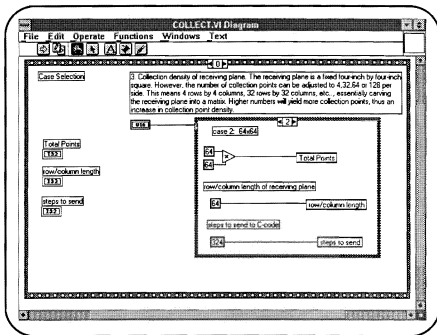 COLLECT.VI Diagram
File Edit Operate Functions Windows Text
0
Case Selection
3 Collection density of receiving plane. The receiving plane is a fixed four-inch by four-inch
square. However, the number of collection points can be adjusted to 4,32,64 or 128 per
side. This means 4 rows by 4 columns, 32 rows by 32 columns, etc., essentially carving
the receiving plane into a matrix. Higher numbers will yield more collection points, thus an
increase in collection point density.
U16
2
case 2: 64x64
Total Points
I32
64
x
64
Total Points
row/column length
I32
row/column length of receiving plane
64
row/column length
steps to send
I32
steps to send to C-code
324
steps to send